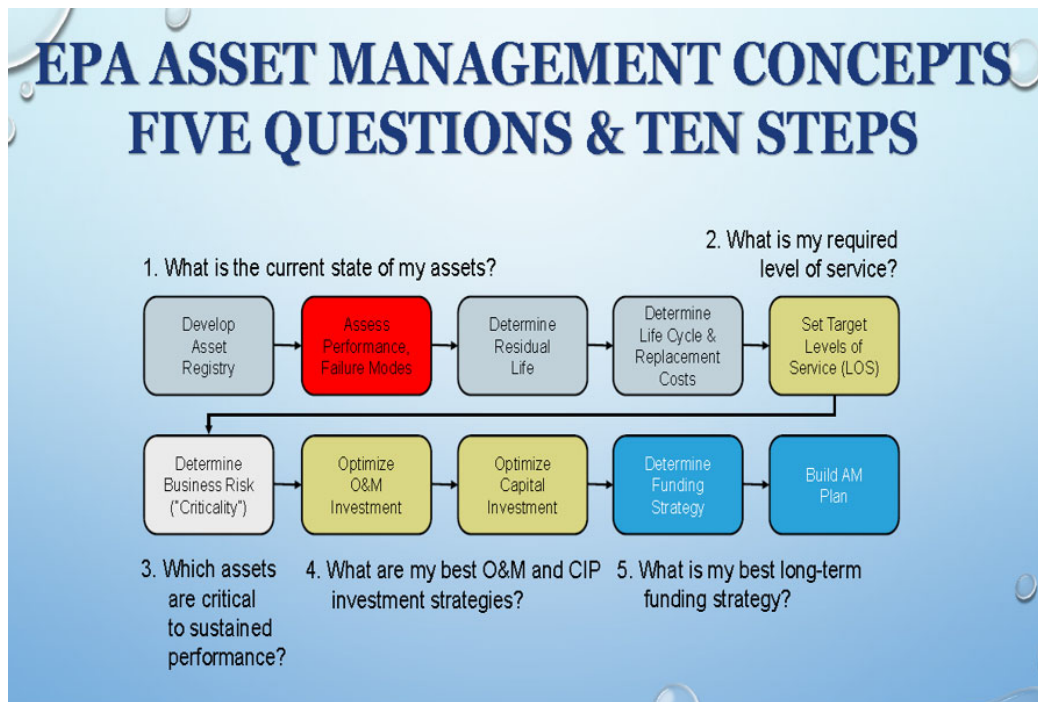 EPA ASSET MANAGEMENT CONCEPTS
FIVE QUESTIONS & TEN STEPS
1. What is the current state of my assets?
2. What is my required
level of service?
Develop
Asset
Registry
Assess
Performance,
Failure Modes
Determine
Residual
Life
Determine
Life Cycle &
Replacement
Costs
Set Target
Levels of
Service (LOS)
Determine
Business Risk
("Criticality")
Optimize
O&M
Investment
Optimize
Capital
Investment
Determine
Funding
Strategy
Build AM
Plan
3. Which assets
are critical
to sustained
performance?
4. What are my best O&M and CIP
investment strategies?
5. What is my best long-term
funding strategy?